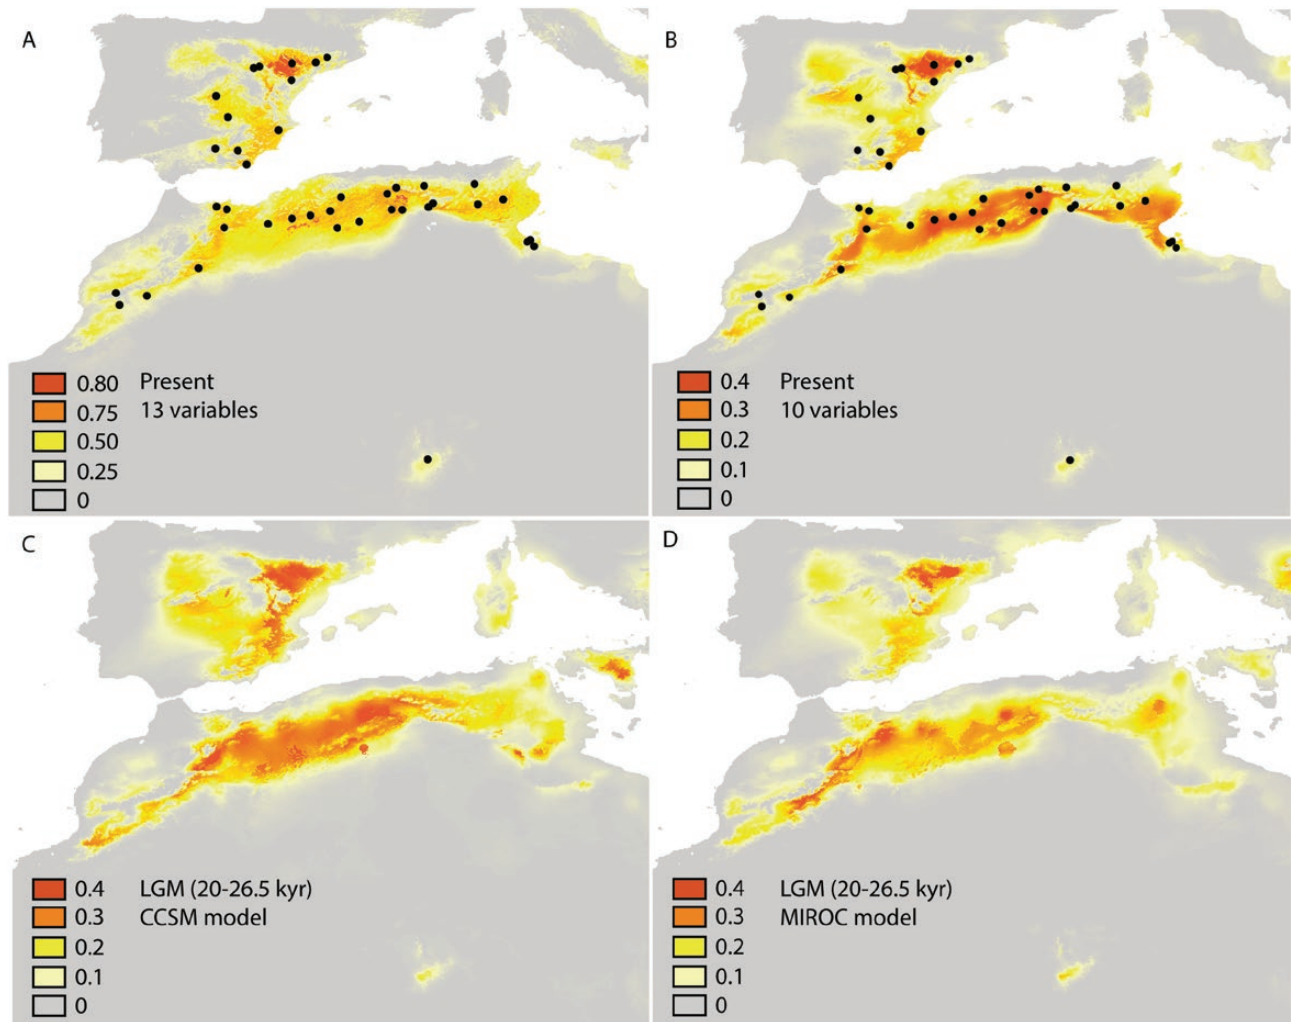 A
0.80 Present
0.75 13 variables
0.50
0.25
0
B
0.4 Present
0.3 10 variables
0.2
0.1
0
C
0.4 LGM (20-26.5 kyr)
0.3 CCSM model
0.2
0.1
0
D
0.4 LGM (20-26.5 kyr)
0.3 MIROC model
0.2
0.1
0